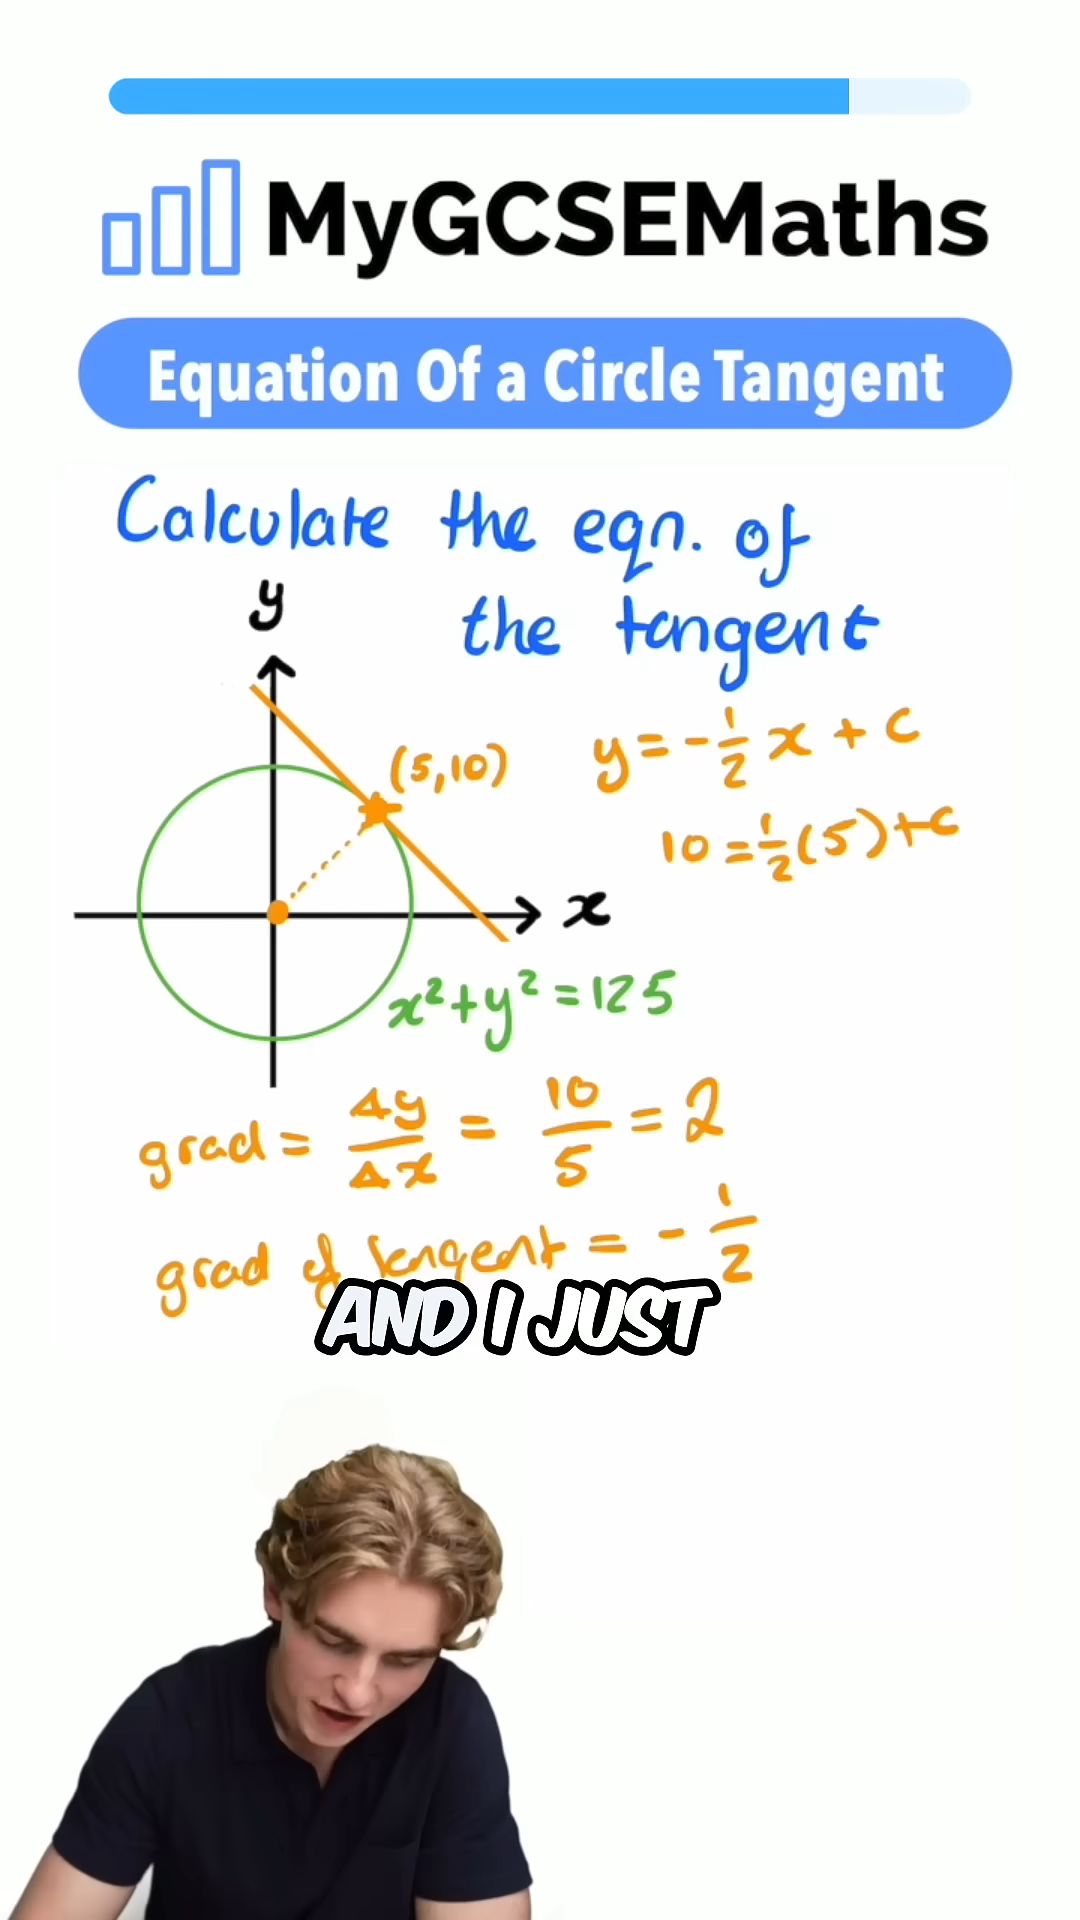 MyGCSEMaths
Equation Of a Circle Tangent
Calculate the eqn. of
the tangent
y
(5,10)
y = -1/2 x + c
10 = 1/2 (5) + c
x
x² + y² = 125
grad = Δy/Δx = 10/5 = 2
grad of tangent = - 1/2
AND I JUST